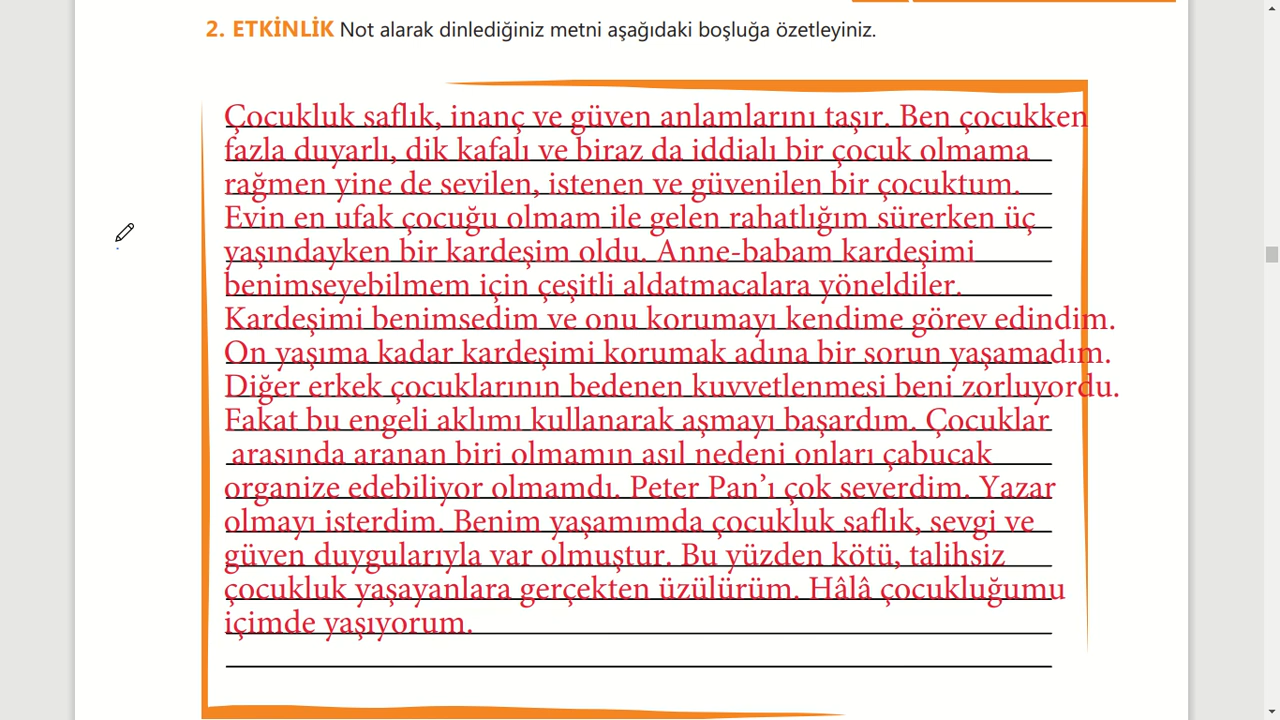 2. ETKİNLİK Not alarak dinlediğiniz metni aşağıdaki boşluğa özetleyiniz.
Çocukluk saflık, inanç ve güven anlamlarını taşır. Ben çocukken
fazla duyarlı, dik kafalı ve biraz da iddialı bir çocuk olmama
rağmen yine de sevilen, istenen ve güvenilen bir çocuktum.
Evin en ufak çocuğu olmam ile gelen rahatlığım sürerken üç
yaşındayken bir kardeşim oldu. Anne-babam kardeşimi
benimseyebilmem için çeşitli aldatmacalara yöneldiler.
Kardeşimi benimsedim ve onu korumayı kendime görev edindim.
On yaşıma kadar kardeşimi korumak adına bir sorun yaşamadım.
Diğer erkek çocuklarının bedenen kuvvetlenmesi beni zorluyordu.
Fakat bu engeli aklımı kullanarak aşmayı başardım. Çocuklar
arasında aranan biri olmamın asıl nedeni onları çabucak
organize edebiliyor olmamdı. Peter Pan’ı çok severdim. Yazar
olmayı isterdim. Benim yaşamımda çocukluk saflık, sevgi ve
güven duygularıyla var olmuştur. Bu yüzden kötü, talihsiz
çocukluk yaşayanlara gerçekten üzülürüm. Hâlâ çocukluğumu
içimde yaşıyorum.